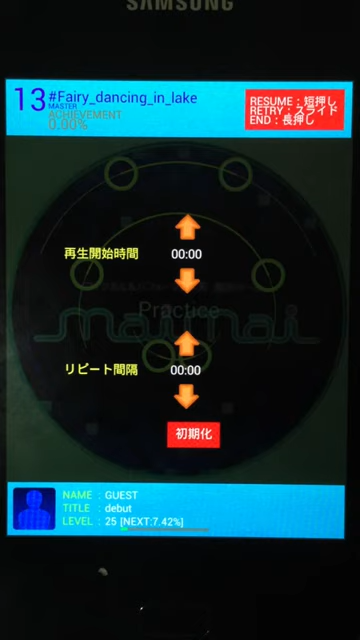 SAMSUNG
13 #Fairy_dancing_in_lake
MASTER
ACHIEVEMENT
0.00%
RESUME：短押し
RETRY：スライド
END：長押し
再生開始時間 00:00
Practice
maimai
リピート間隔 00:00
初期化
NAME : GUEST
TITLE : debut
LEVEL : 25 [NEXT:7.42%]